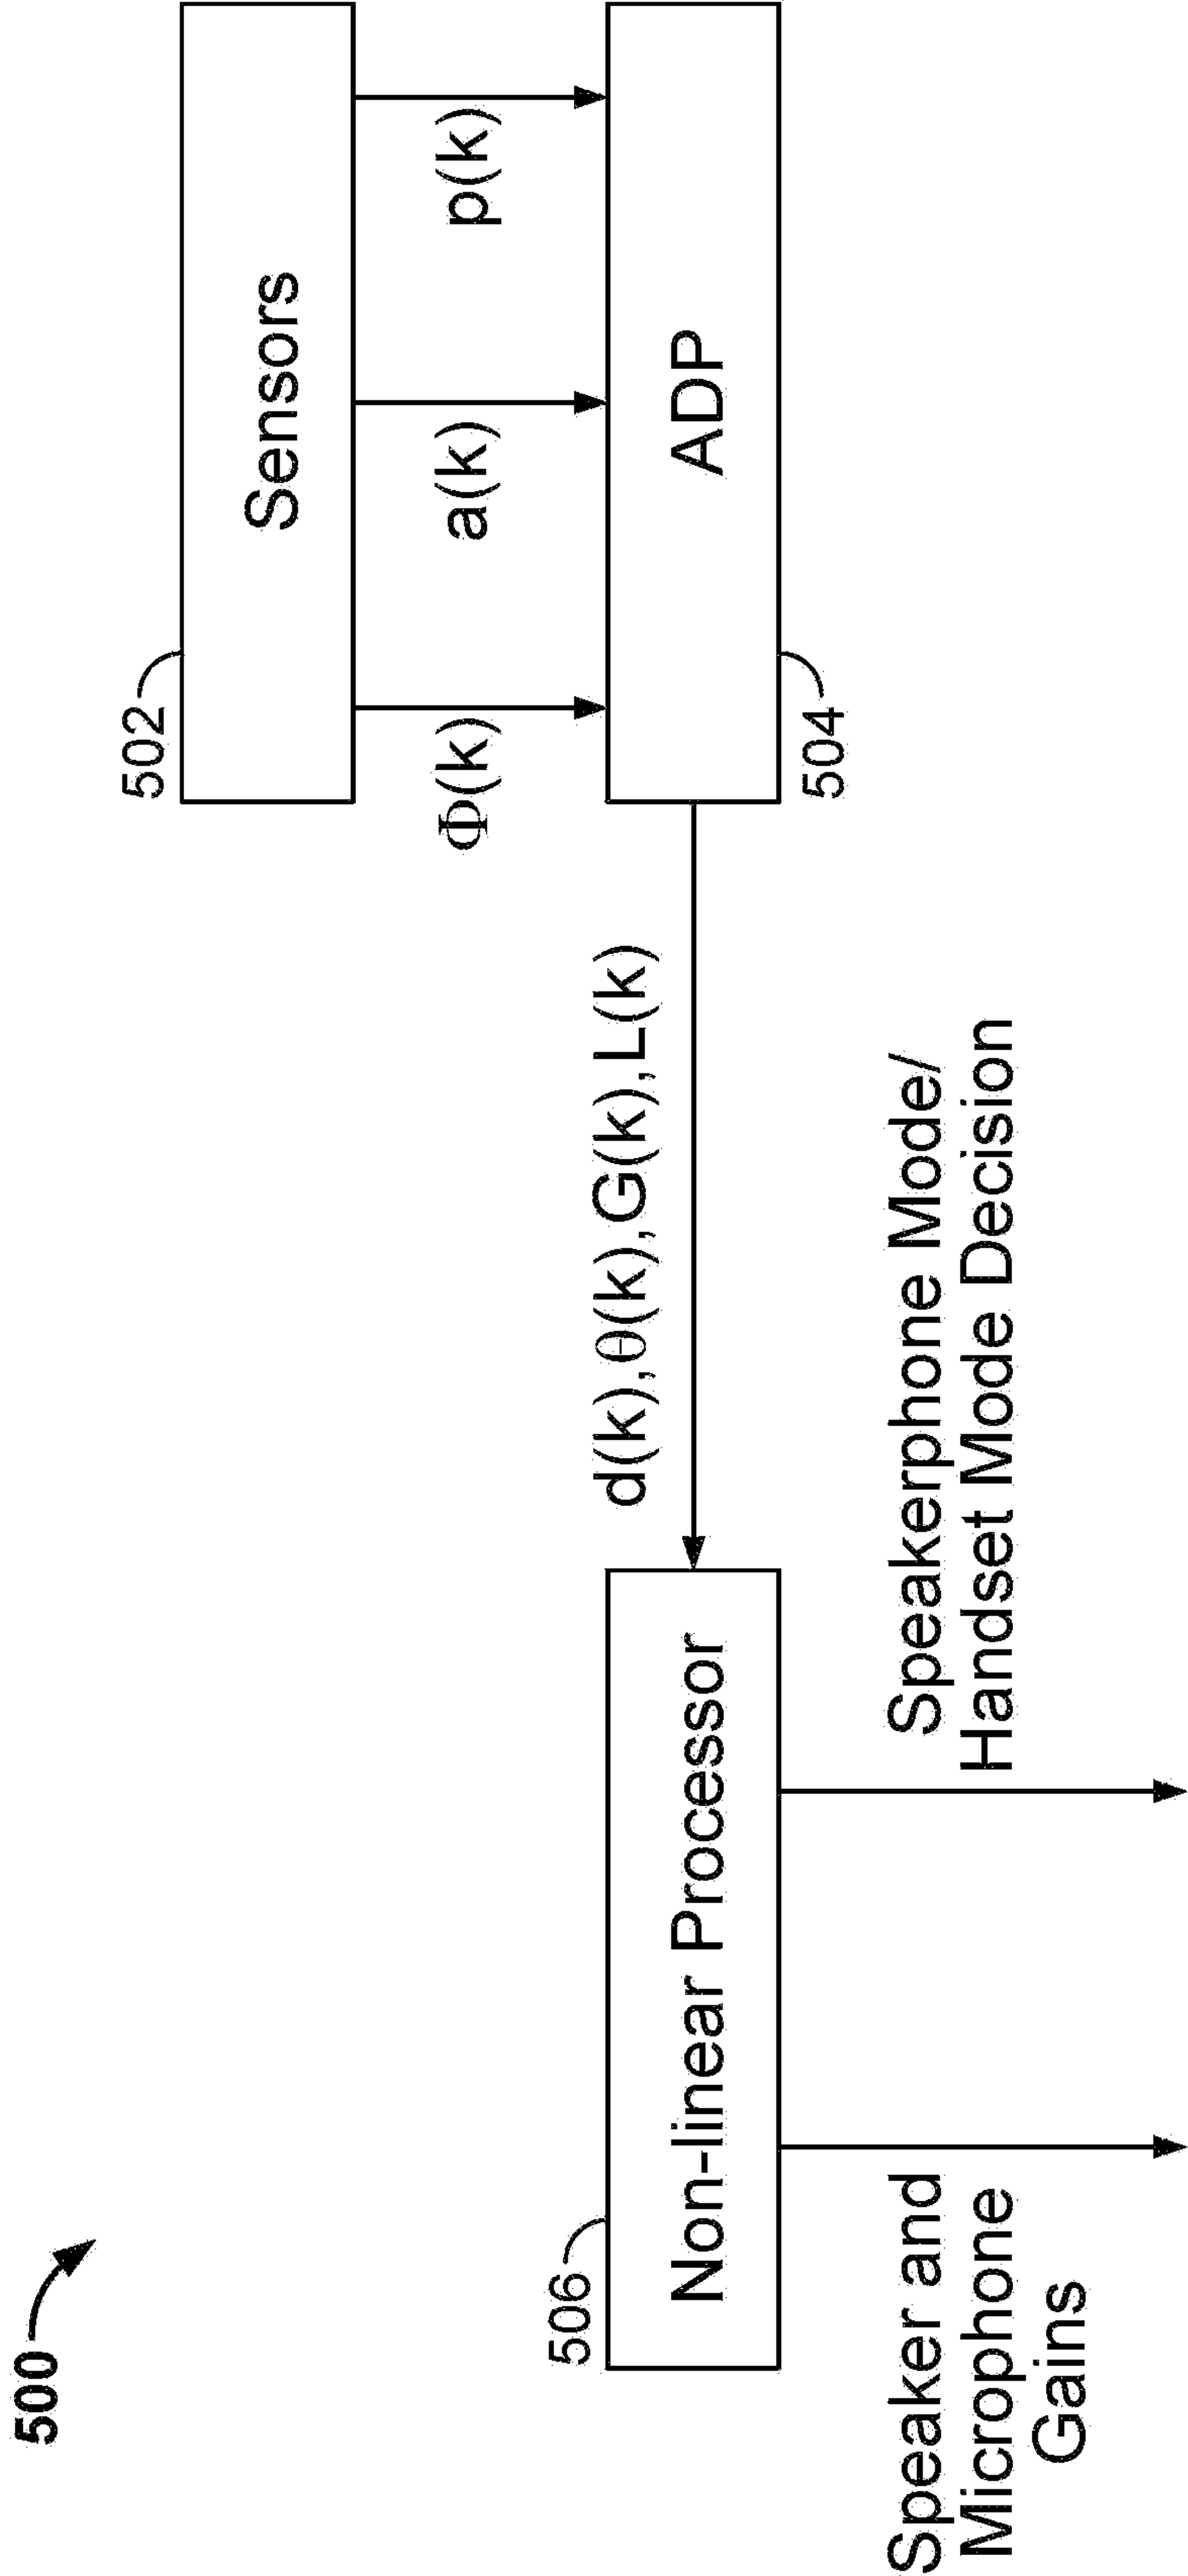 500
502
Sensors
Φ(k)
a(k)
p(k)
506
Non-linear Processor
d(k),θ(k),G(k),L(k)
ADP
504
Speaker and
Microphone
Gains
Speakerphone Mode/
Handset Mode Decision